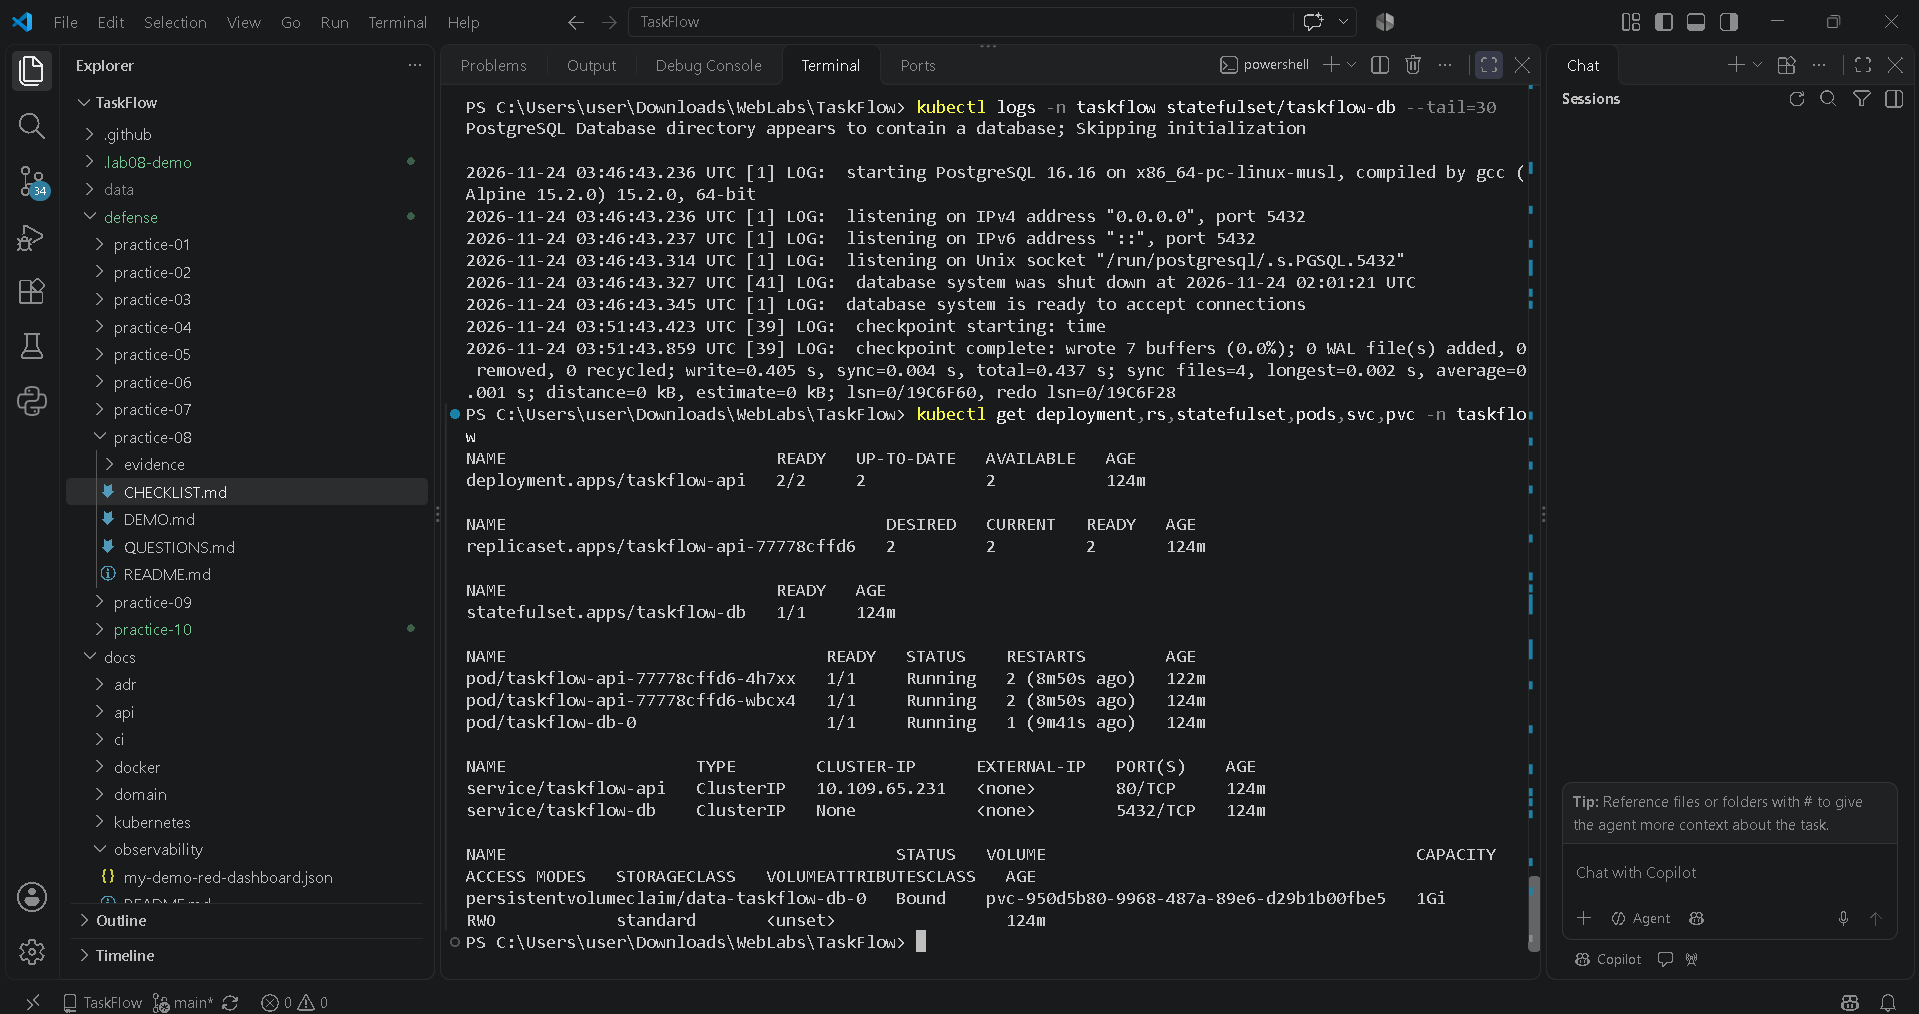 File Edit Selection View Go Run Terminal Help
TaskFlow
Explorer
TaskFlow
.github
.lab08-demo
data
defense
practice-01
practice-02
practice-03
practice-04
practice-05
practice-06
practice-07
practice-08
evidence
CHECKLIST.md
DEMO.md
QUESTIONS.md
README.md
practice-09
practice-10
docs
adr
api
ci
docker
domain
kubernetes
observability
my-demo-red-dashboard.json
README.md
Outline
Timeline
34
Problems Output Debug Console Terminal Ports
powershell
PS C:\Users\user\Downloads\WebLabs\TaskFlow> kubectl logs -n taskflow statefulset/taskflow-db --tail=30
PostgreSQL Database directory appears to contain a database; Skipping initialization
2026-11-24 03:46:43.236 UTC [1] LOG:  starting PostgreSQL 16.16 on x86_64-pc-linux-musl, compiled by gcc (
Alpine 15.2.0) 15.2.0, 64-bit
2026-11-24 03:46:43.236 UTC [1] LOG:  listening on IPv4 address "0.0.0.0", port 5432
2026-11-24 03:46:43.237 UTC [1] LOG:  listening on IPv6 address "::", port 5432
2026-11-24 03:46:43.314 UTC [1] LOG:  listening on Unix socket "/run/postgresql/.s.PGSQL.5432"
2026-11-24 03:46:43.327 UTC [41] LOG:  database system was shut down at 2026-11-24 02:01:21 UTC
2026-11-24 03:46:43.345 UTC [1] LOG:  database system is ready to accept connections
2026-11-24 03:51:43.423 UTC [39] LOG:  checkpoint starting: time
2026-11-24 03:51:43.859 UTC [39] LOG:  checkpoint complete: wrote 7 buffers (0.0%); 0 WAL file(s) added, 0
removed, 0 recycled; write=0.405 s, sync=0.004 s, total=0.437 s; sync files=4, longest=0.002 s, average=0
.001 s; distance=0 kB, estimate=0 kB; lsn=0/19C6F60, redo lsn=0/19C6F28
PS C:\Users\user\Downloads\WebLabs\TaskFlow> kubectl get deployment,rs,statefulset,pods,svc,pvc -n taskflo
w
NAME READY UP-TO-DATE AVAILABLE AGE
deployment.apps/taskflow-api 2/2 2 2 124m
NAME DESIRED CURRENT READY AGE
replicaset.apps/taskflow-api-77778cffd6 2 2 2 124m
NAME READY AGE
statefulset.apps/taskflow-db 1/1 124m
NAME READY STATUS RESTARTS AGE
pod/taskflow-api-77778cffd6-4h7xx 1/1 Running 2 (8m50s ago) 122m
pod/taskflow-api-77778cffd6-wbcx4 1/1 Running 2 (8m50s ago) 124m
pod/taskflow-db-0 1/1 Running 1 (9m41s ago) 124m
NAME TYPE CLUSTER-IP EXTERNAL-IP PORT(S) AGE
service/taskflow-api ClusterIP 10.109.65.231 <none> 80/TCP 124m
service/taskflow-db ClusterIP None <none> 5432/TCP 124m
NAME STATUS VOLUME CAPACITY
ACCESS MODES STORAGECLASS VOLUMEATTRIBUTESCLASS AGE
persistentvolumeclaim/data-taskflow-db-0 Bound pvc-950d5b80-9968-487a-89e6-d29b1b00fbe5 1Gi
RWO standard <unset> 124m
PS C:\Users\user\Downloads\WebLabs\TaskFlow>
Chat
Sessions
Tip: Reference files or folders with # to give
the agent more context about the task.
Chat with Copilot
Agent
Copilot
TaskFlow main* 0 0